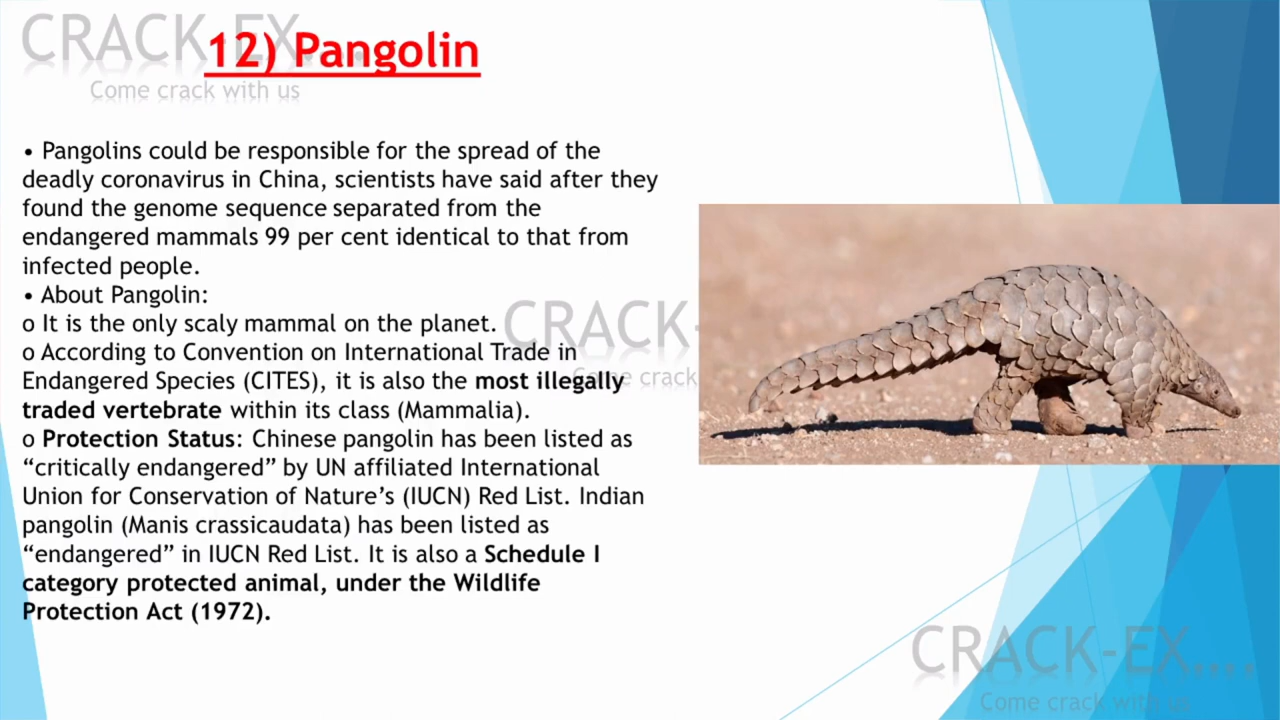 CRACK-EX....
12) Pangolin
Come crack with us
• Pangolins could be responsible for the spread of the
deadly coronavirus in China, scientists have said after they
found the genome sequence separated from the
endangered mammals 99 per cent identical to that from
infected people.
• About Pangolin:
o It is the only scaly mammal on the planet.
CRACK-
o According to Convention on International Trade in
Endangered Species (CITES), it is also the most illegally
crack
traded vertebrate within its class (Mammalia).
o Protection Status: Chinese pangolin has been listed as
“critically endangered” by UN affiliated International
Union for Conservation of Nature’s (IUCN) Red List. Indian
pangolin (Manis crassicaudata) has been listed as
“endangered” in IUCN Red List. It is also a Schedule I
category protected animal, under the Wildlife
Protection Act (1972).
CRACK-EX....
Come crack with us